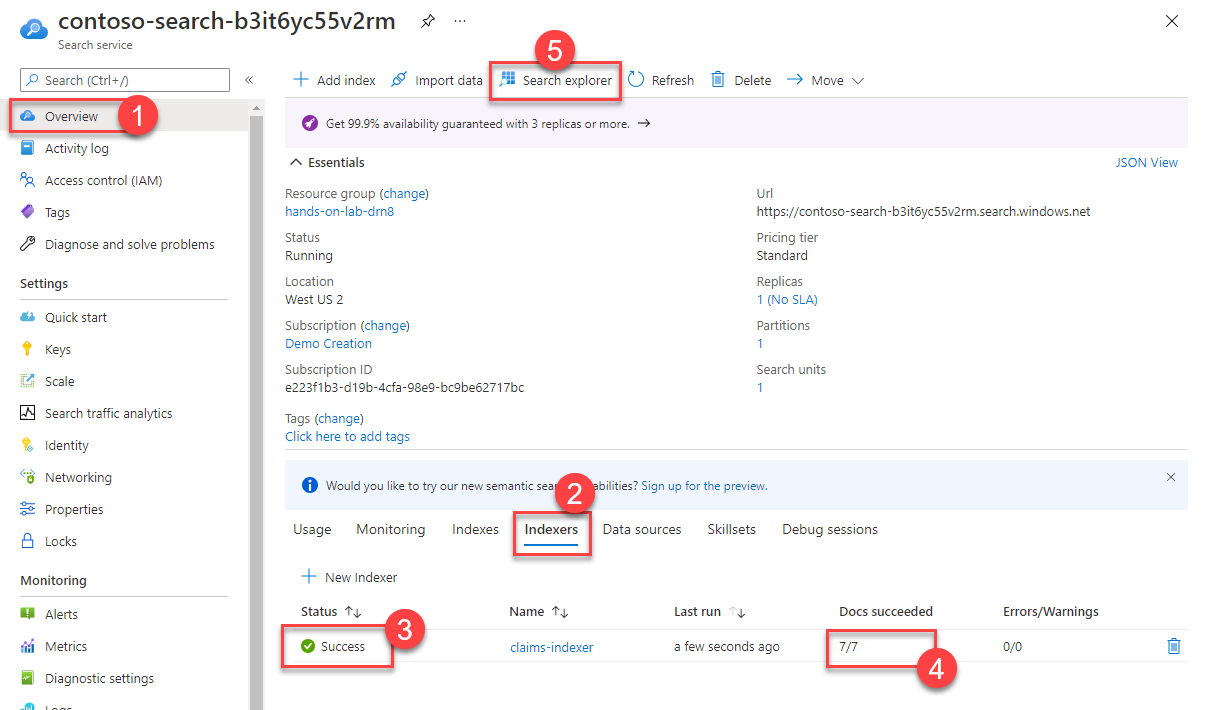 contoso-search-b3it6yc55v2rm
Search service
Search (Ctrl+/)
«
1
Overview
Activity log
Access control (IAM)
Tags
Diagnose and solve problems
Settings
Quick start
Keys
Scale
Search traffic analytics
Identity
Networking
Properties
Locks
Monitoring
Alerts
Metrics
Diagnostic settings
Logs
5
Add index Import data Search explorer Refresh Delete Move
Get 99.9% availability guaranteed with 3 replicas or more. →
Essentials JSON View
Resource group (change)
hands-on-lab-drn8
Status
Running
Location
West US 2
Subscription (change)
Demo Creation
Subscription ID
e223f1b3-d19b-4cfa-98e9-bc9be62717bc
Tags (change)
Click here to add tags
Url
https://contoso-search-b3it6yc55v2rm.search.windows.net
Pricing tier
Standard
Replicas
1 (No SLA)
Partitions
1
Search units
1
Would you like to try our new semantic sear abilities? Sign up for the preview.
2
Usage Monitoring Indexes Indexers Data sources Skillsets Debug sessions
New Indexer
Status ↑↓ Name ↑↓ Last run ↑↓ Docs succeeded Errors/Warnings
3
Success claims-indexer a few seconds ago 7/7 0/0
4